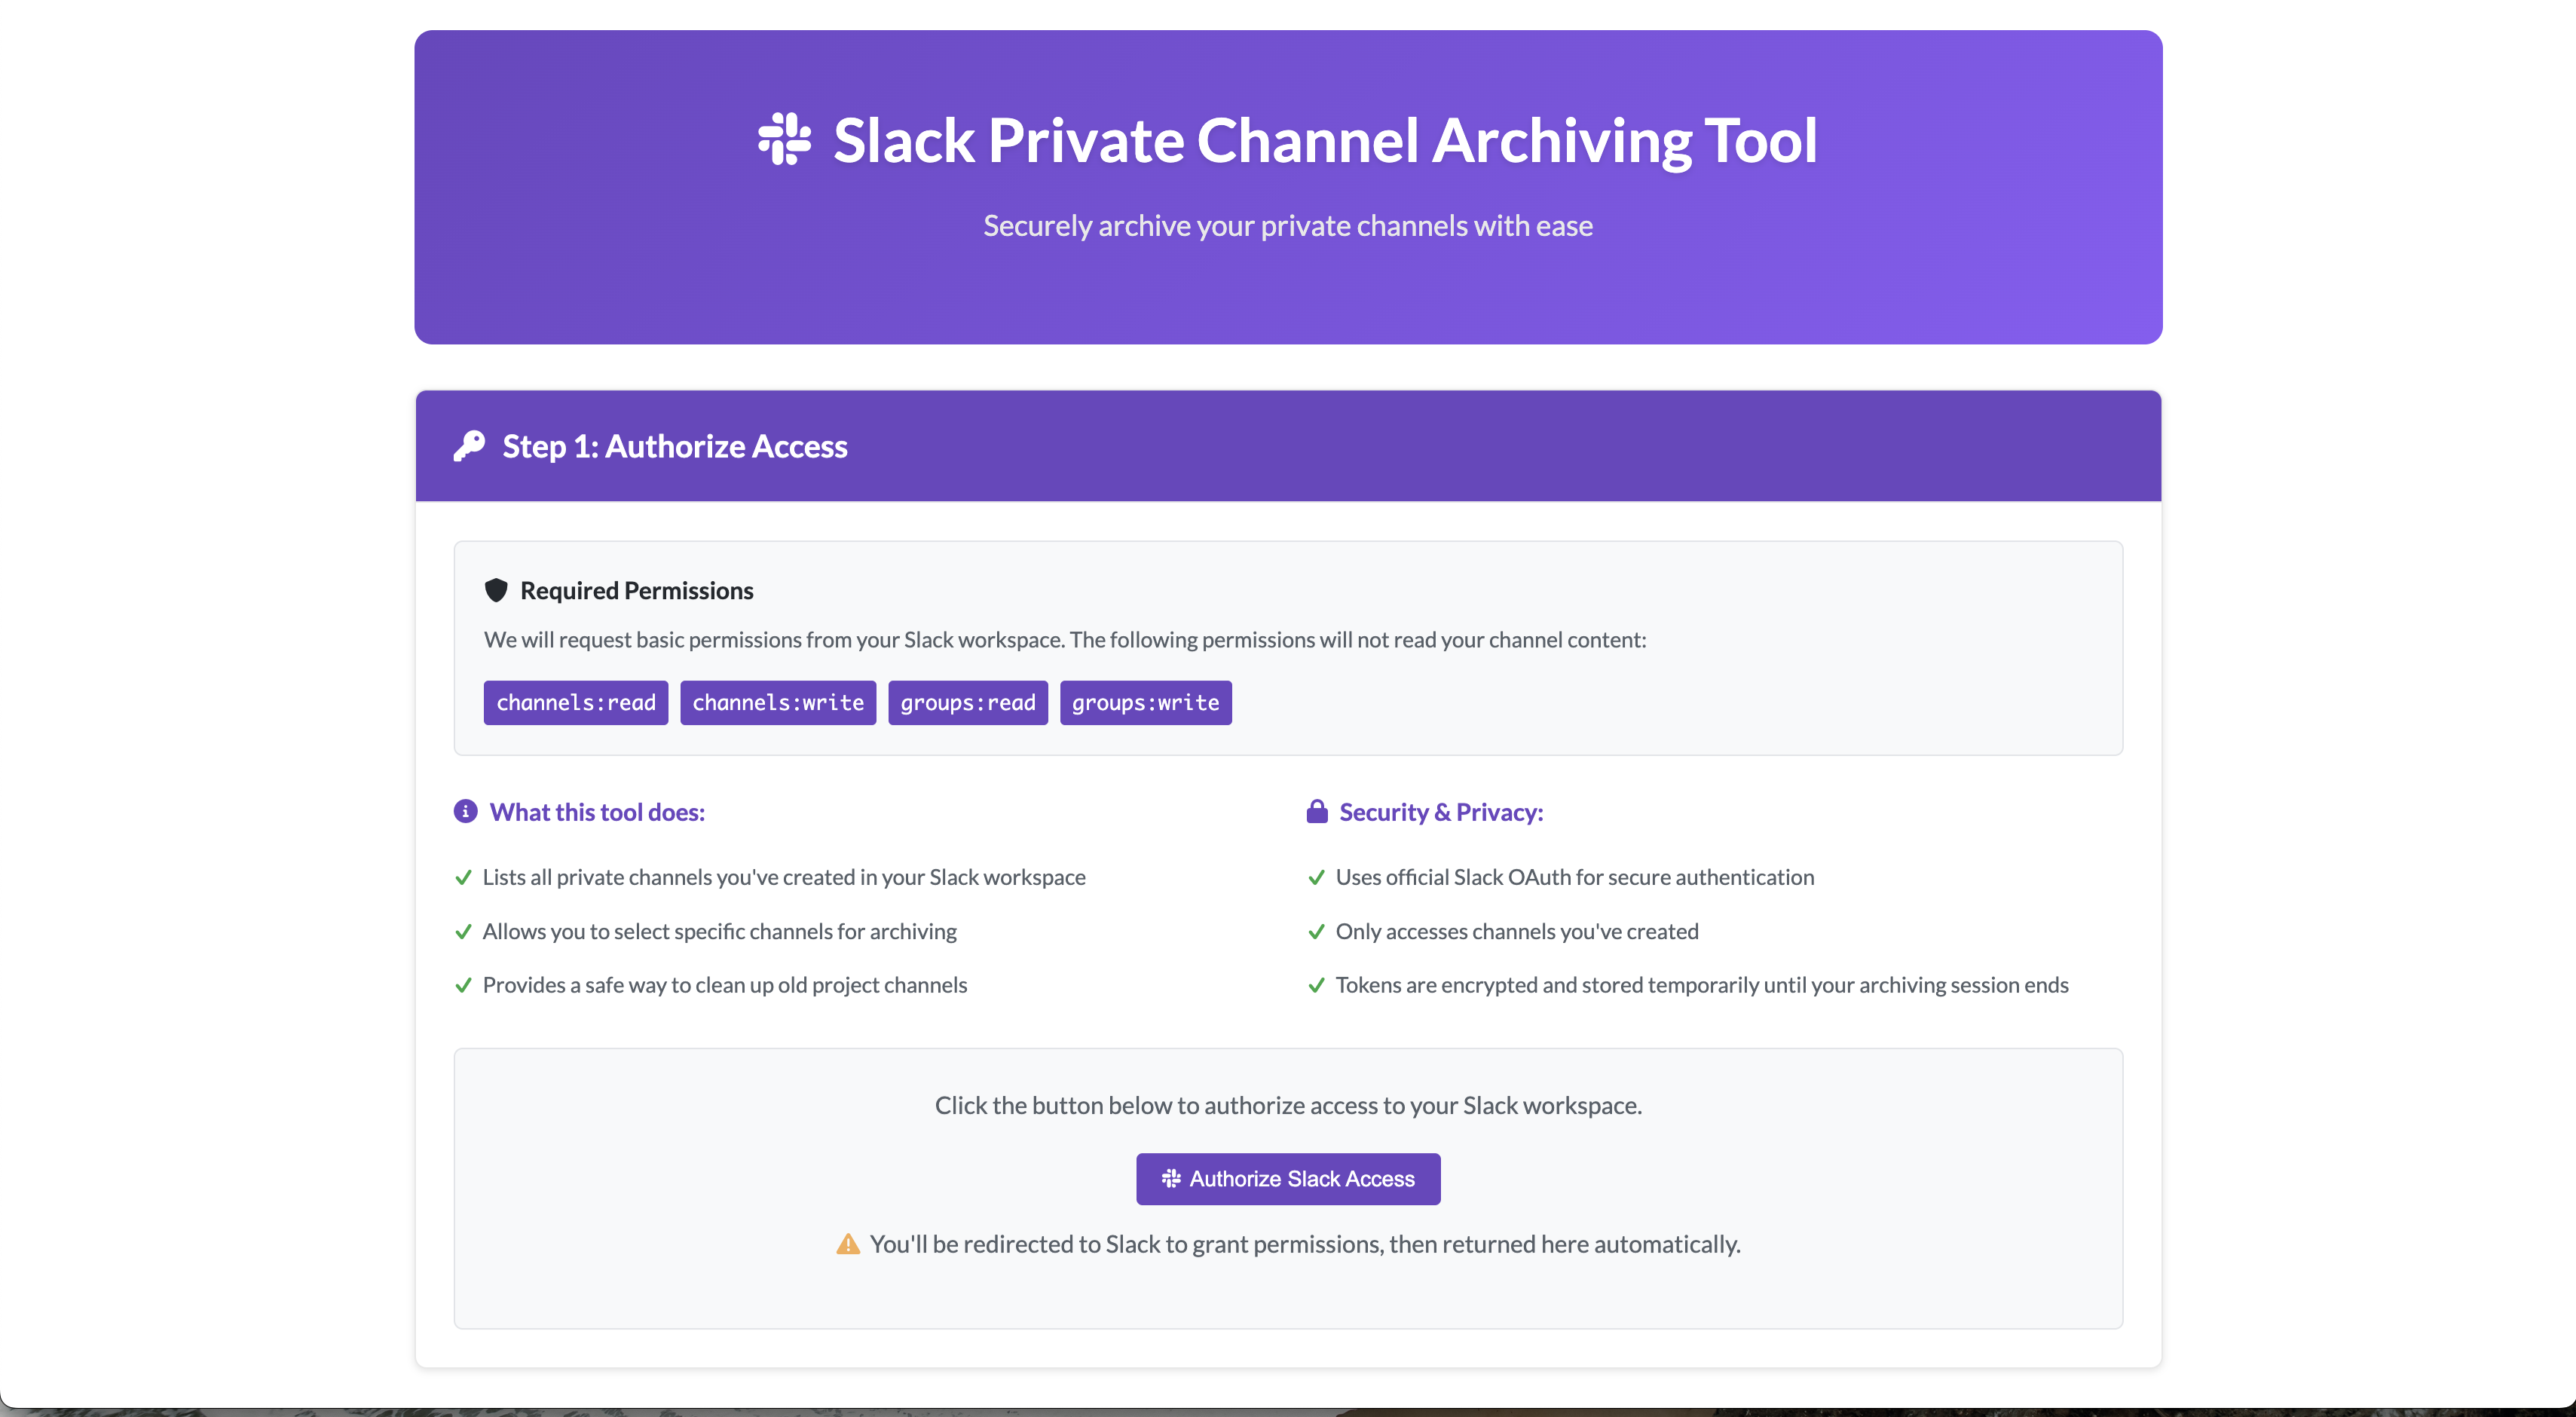 Slack Private Channel Archiving Tool
Securely archive your private channels with ease
Step 1: Authorize Access
Required Permissions
We will request basic permissions from your Slack workspace. The following permissions will not read your channel content:
channels:read channels:write groups:read groups:write
What this tool does:
Lists all private channels you've created in your Slack workspace
Allows you to select specific channels for archiving
Provides a safe way to clean up old project channels
Security & Privacy:
Uses official Slack OAuth for secure authentication
Only accesses channels you've created
Tokens are encrypted and stored temporarily until your archiving session ends
Click the button below to authorize access to your Slack workspace.
Authorize Slack Access
You'll be redirected to Slack to grant permissions, then returned here automatically.